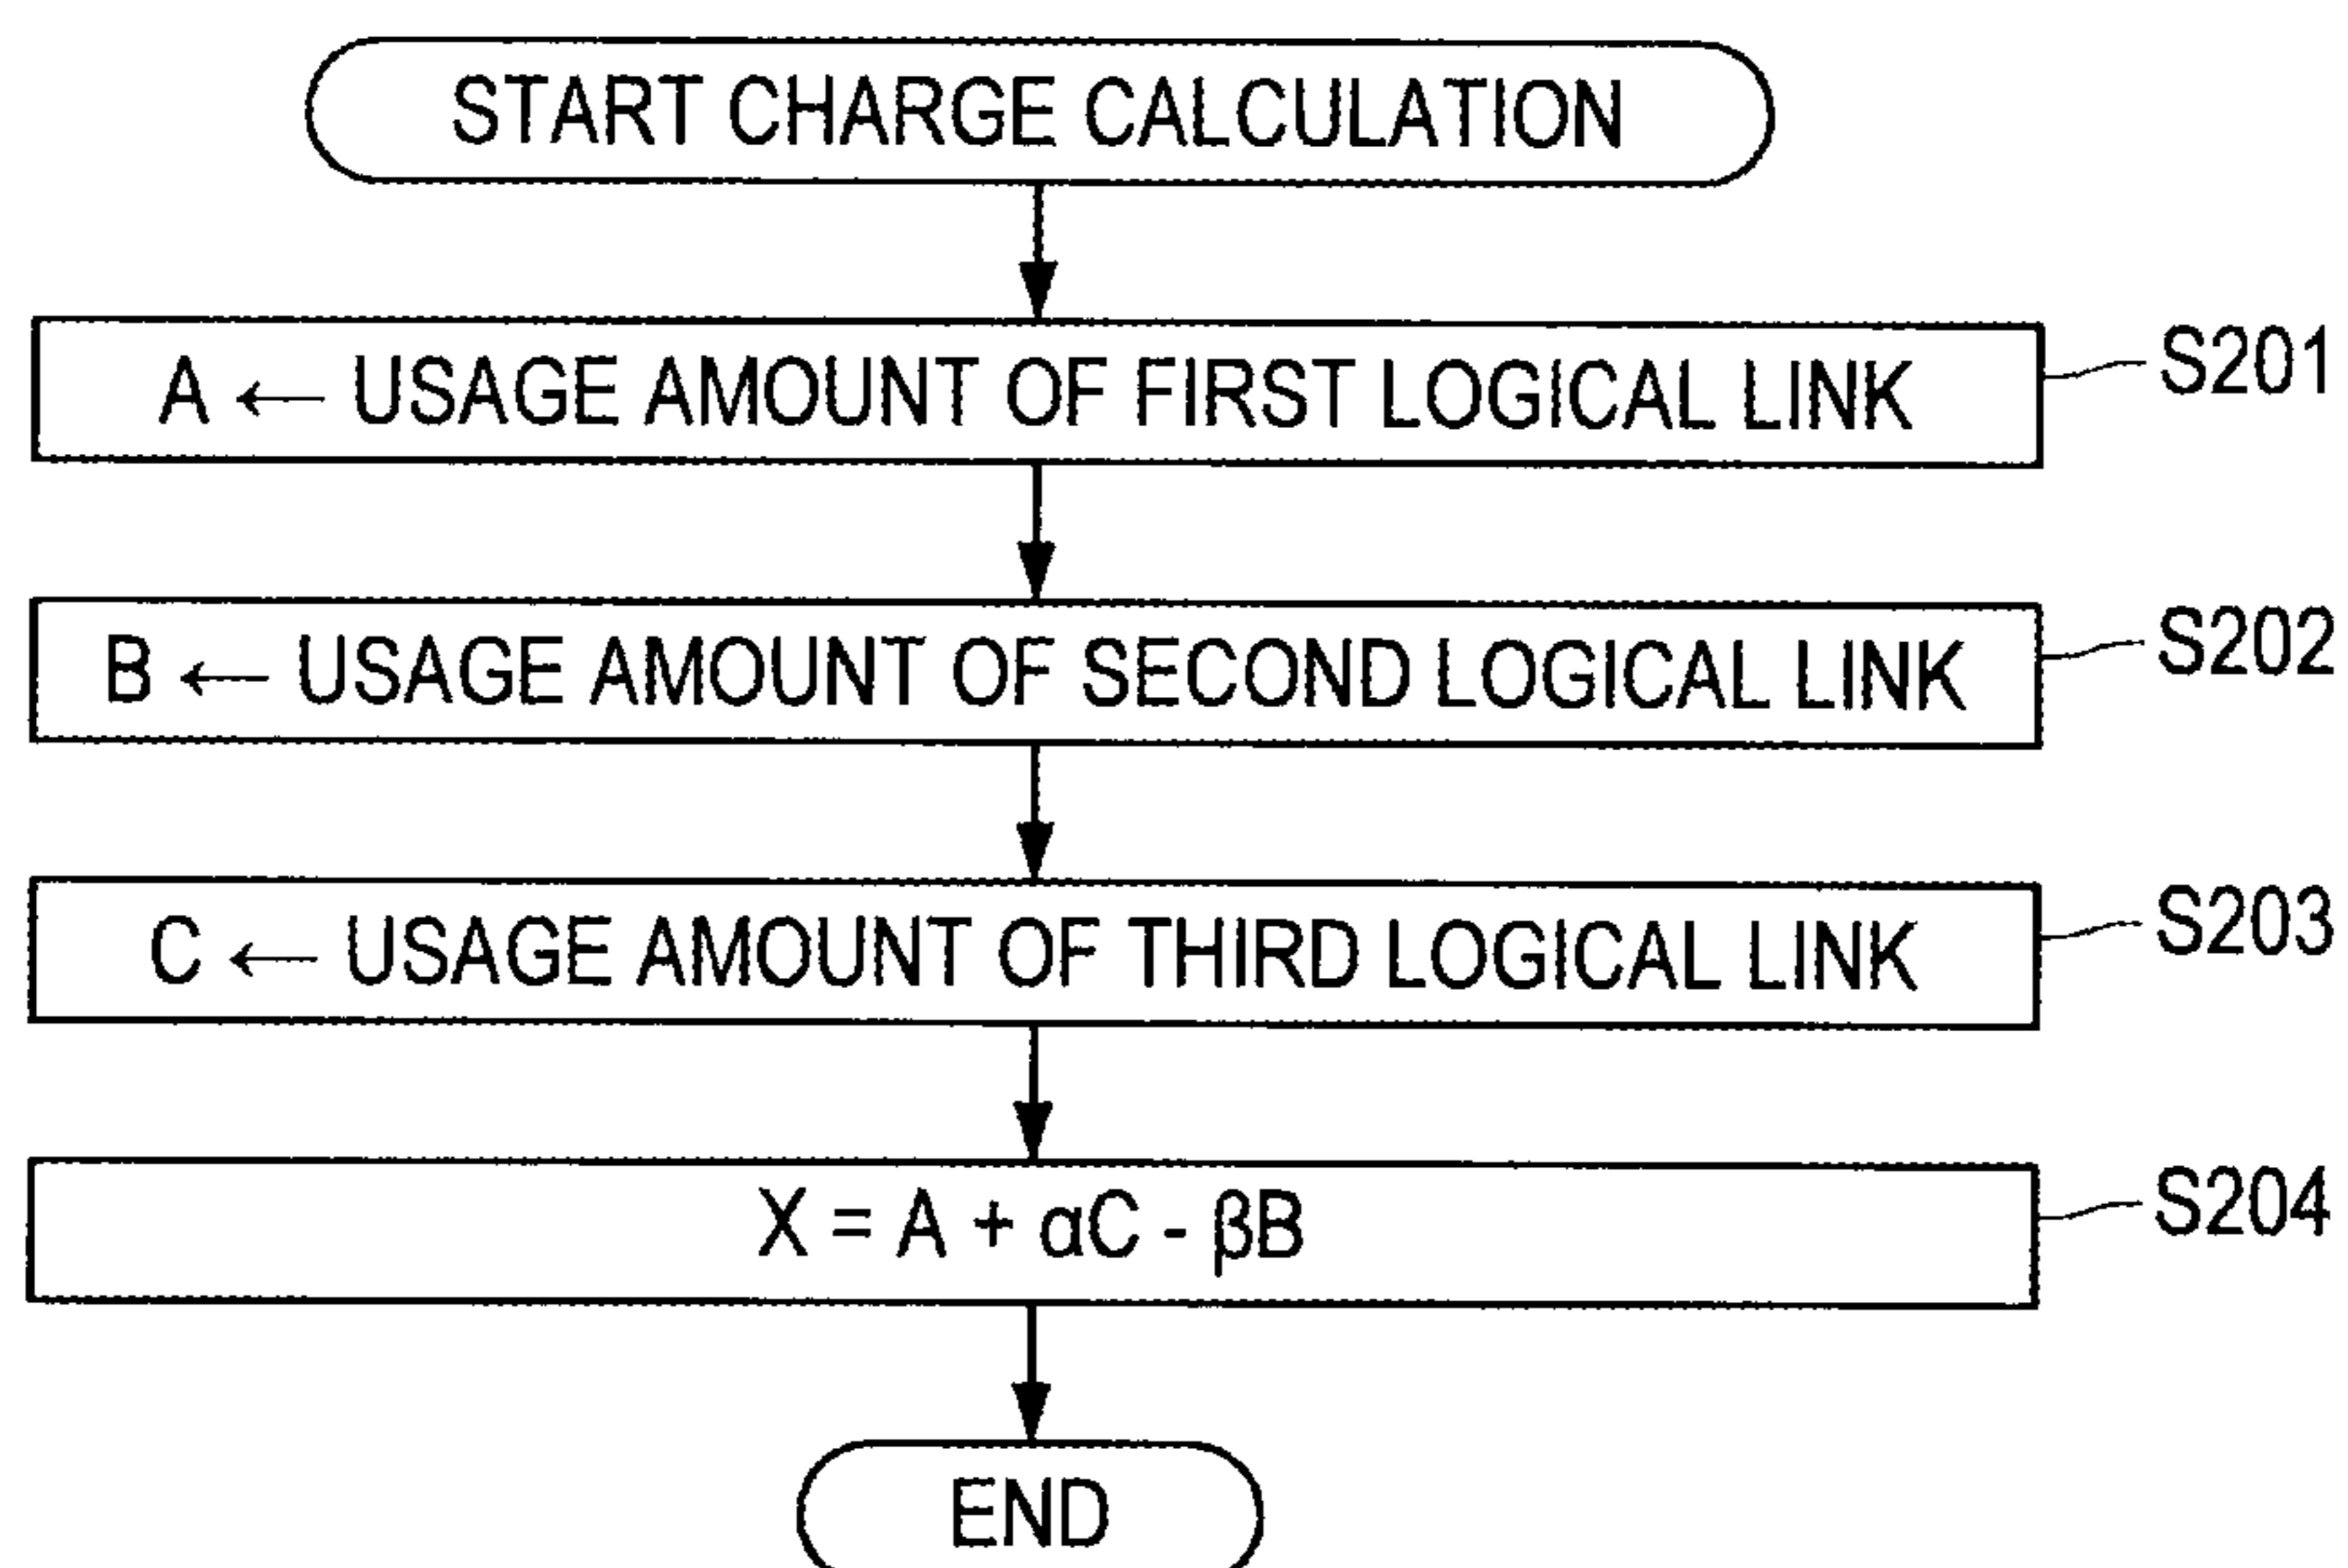 START CHARGE CALCULATION
A ← USAGE AMOUNT OF FIRST LOGICAL LINK
S201
B ← USAGE AMOUNT OF SECOND LOGICAL LINK
S202
C ← USAGE AMOUNT OF THIRD LOGICAL LINK
S203
X = A + αC - βB
S204
END